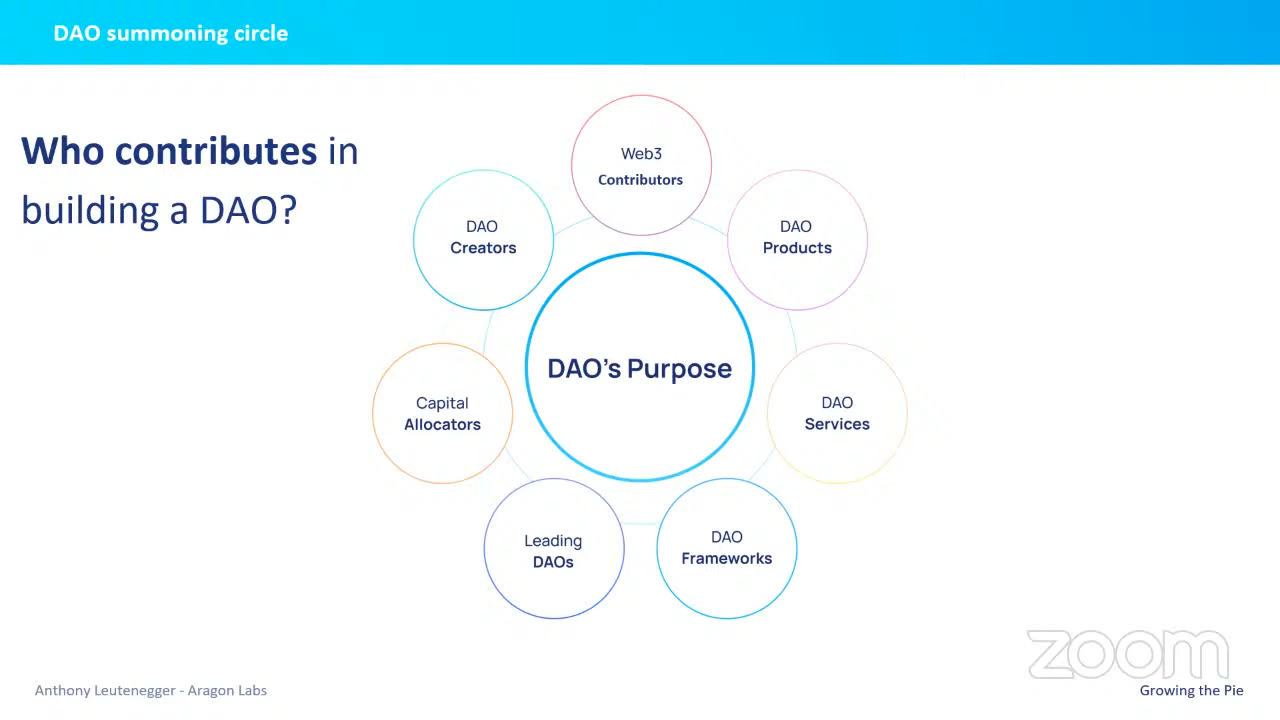 DAO summoning circle
Who contributes in
building a DAO?
Web3
Contributors
DAO
Creators
DAO
Products
DAO's Purpose
Capital
Allocators
DAO
Services
Leading
DAOs
DAO
Frameworks
zoom
Anthony Leutenegger - Aragon Labs
Growing the Pie